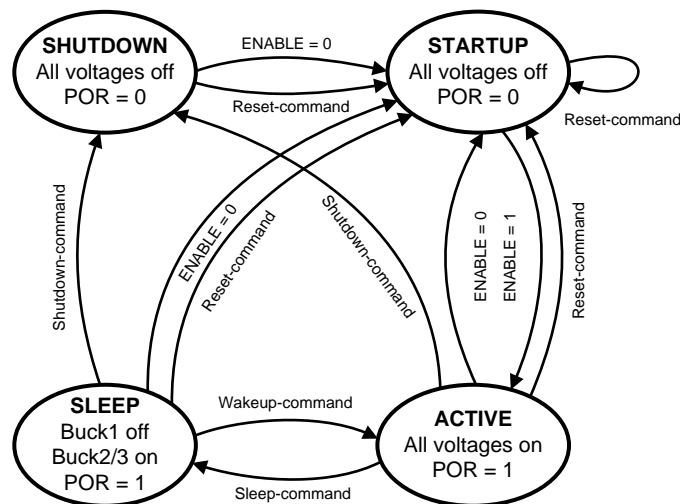 SHUTDOWN
All voltages off
POR = 0
ENABLE = 0
Reset-command
STARTUP
All voltages off
POR = 0
Reset-command
Shutdown-command
ENABLE = 0
Reset-command
Shutdown-command
ENABLE = 0
ENABLE = 1
Reset-command
SLEEP
Buck1 off
Buck2/3 on
POR = 1
Wakeup-command
Sleep-command
ACTIVE
All voltages on
POR = 1